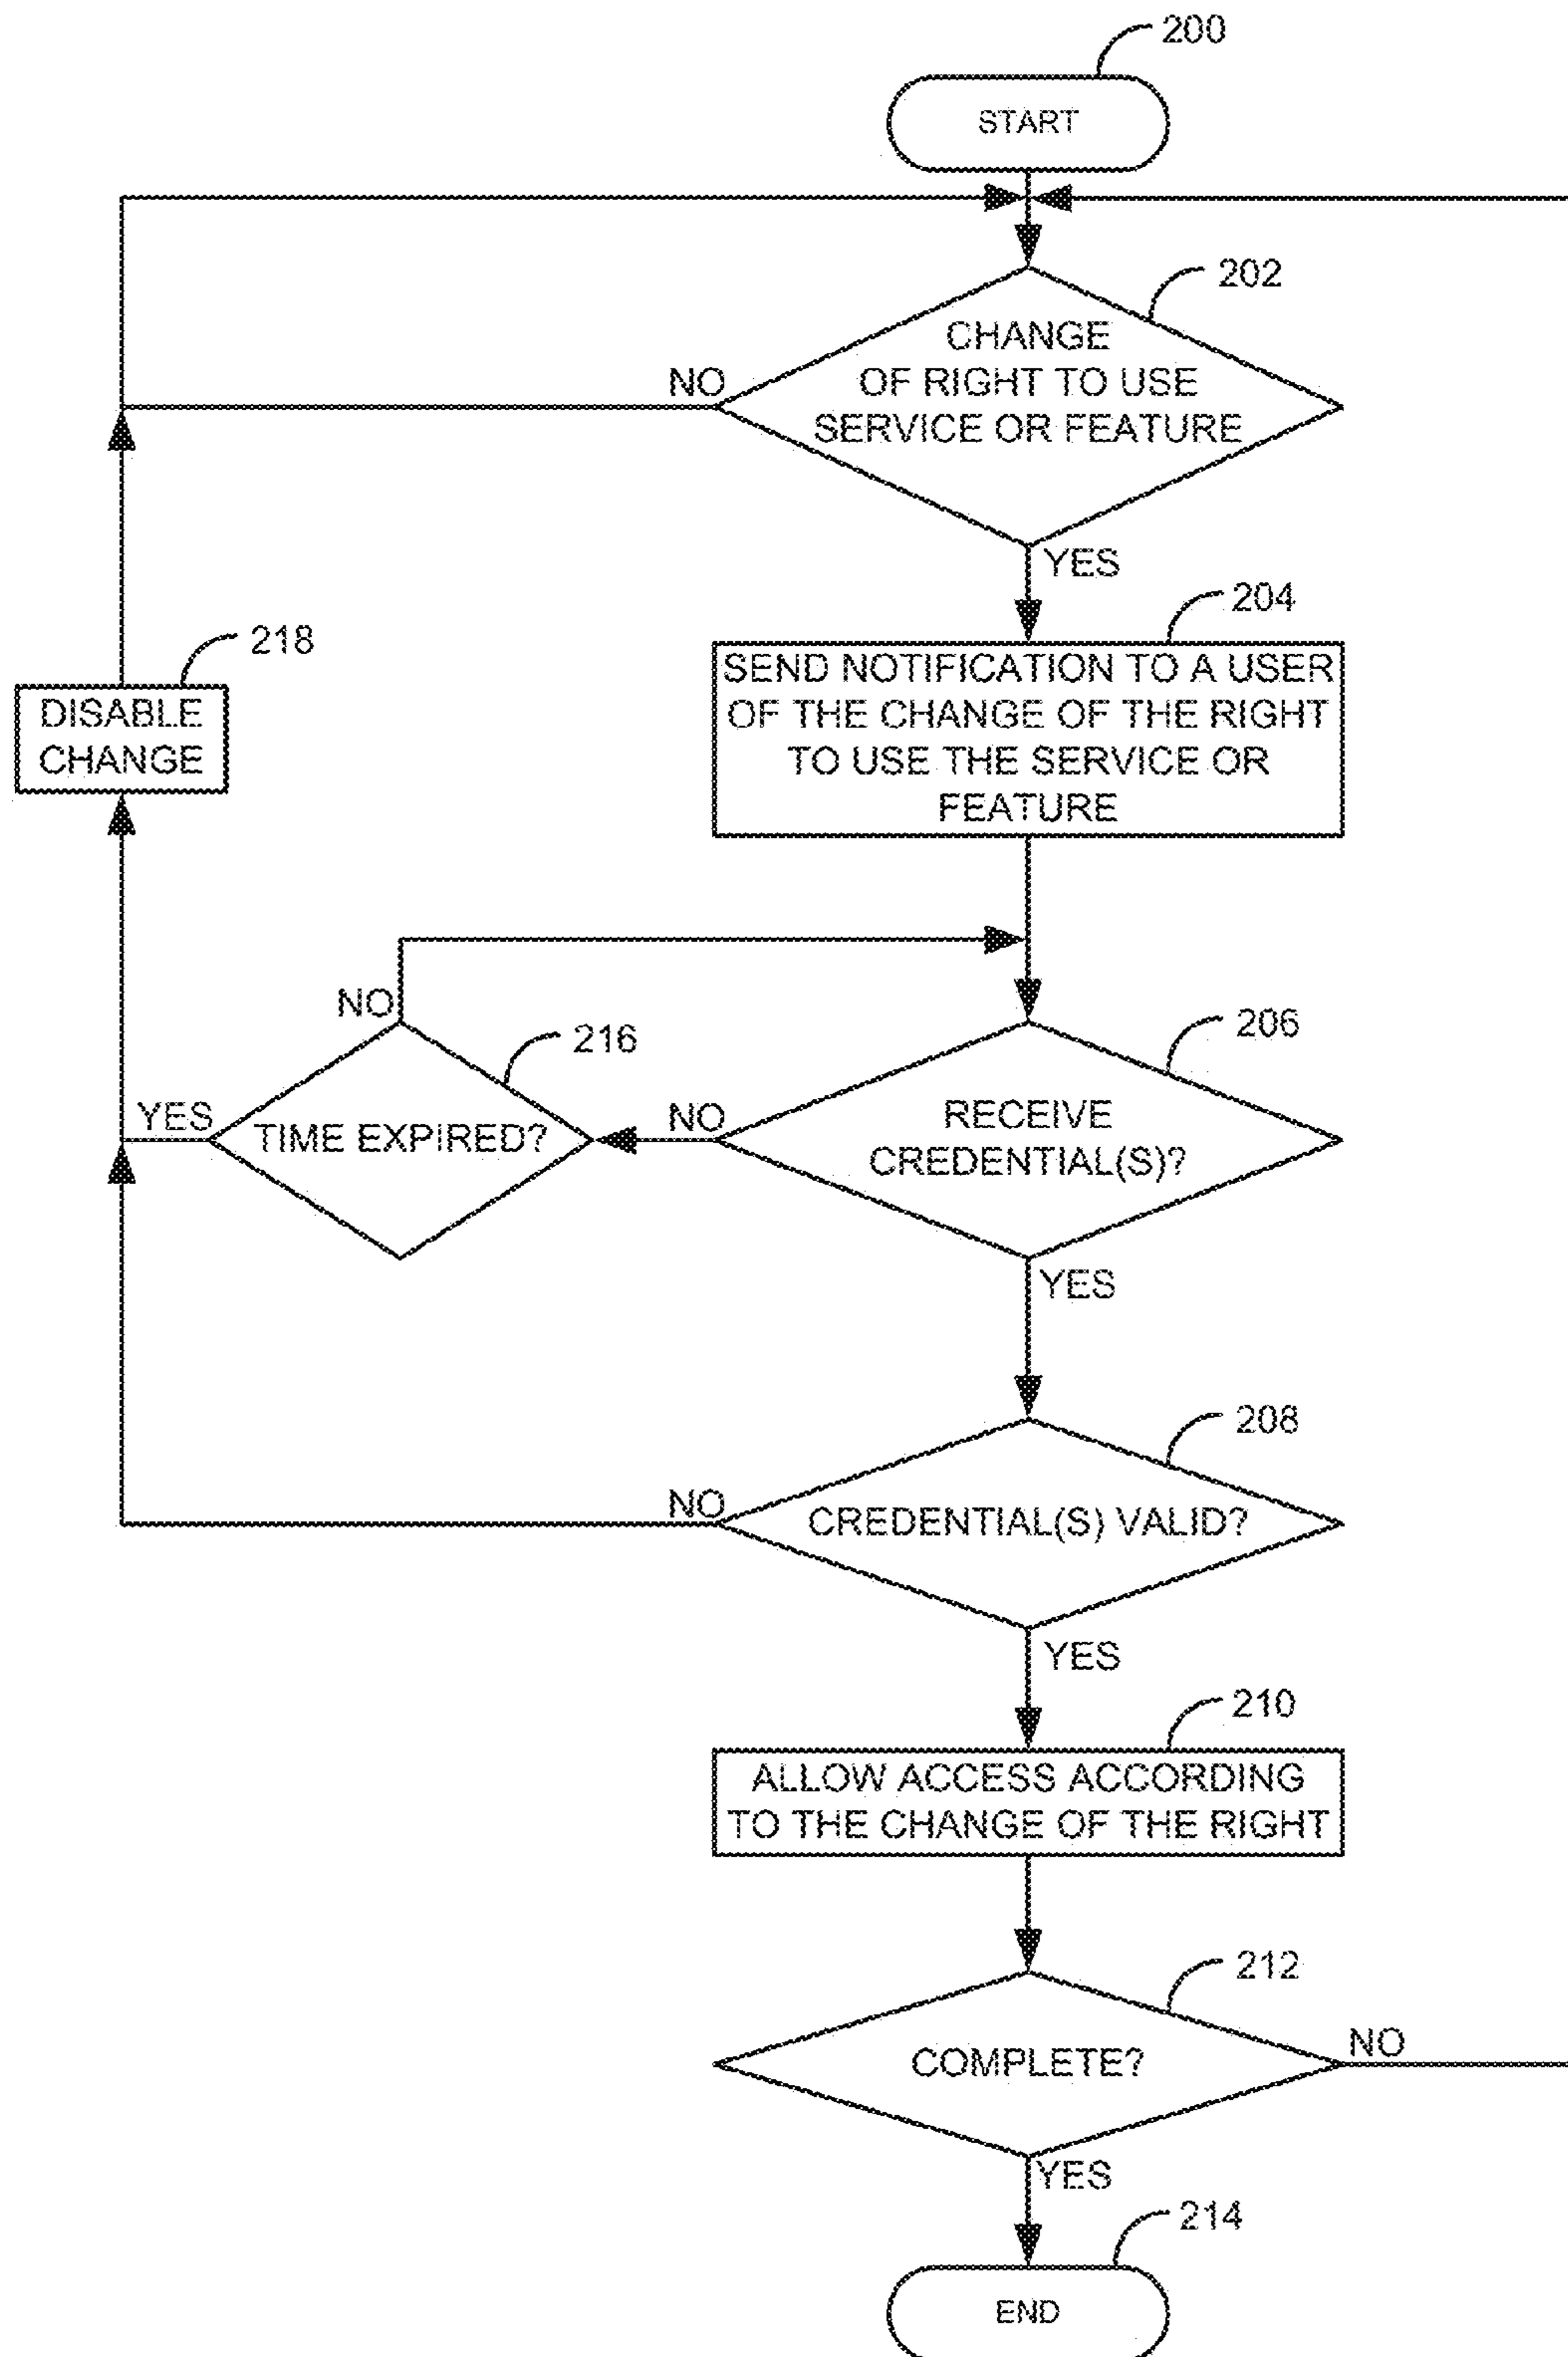 200
START
202
CHANGE
OF RIGHT TO USE
SERVICE OR FEATURE
NO
YES
204
SEND NOTIFICATION TO A USER
OF THE CHANGE OF THE RIGHT
TO USE THE SERVICE OR
FEATURE
218
DISABLE
CHANGE
NO
216
TIME EXPIRED?
YES
NO
206
RECEIVE
CREDENTIAL(S)?
YES
208
NO
CREDENTIAL(S) VALID?
YES
210
ALLOW ACCESS ACCORDING
TO THE CHANGE OF THE RIGHT
212
COMPLETE?
NO
YES
214
END